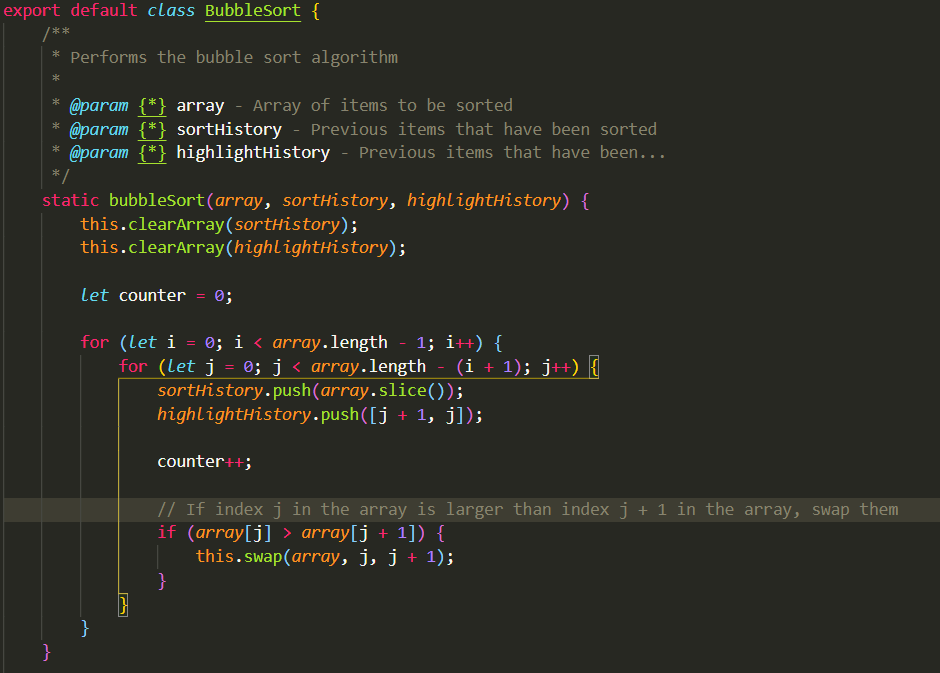 export default class BubbleSort {
    /**
     * Performs the bubble sort algorithm
     *
     * @param {*} array - Array of items to be sorted
     * @param {*} sortHistory - Previous items that have been sorted
     * @param {*} highlightHistory - Previous items that have been...
     */
    static bubbleSort(array, sortHistory, highlightHistory) {
        this.clearArray(sortHistory);
        this.clearArray(highlightHistory);

        let counter = 0;

        for (let i = 0; i < array.length - 1; i++) {
            for (let j = 0; j < array.length - (i + 1); j++) {
                sortHistory.push(array.slice());
                highlightHistory.push([j + 1, j]);

                counter++;

                // If index j in the array is larger than index j + 1 in the array, swap them
                if (array[j] > array[j + 1]) {
                    this.swap(array, j, j + 1);
                }
            }
        }
    }